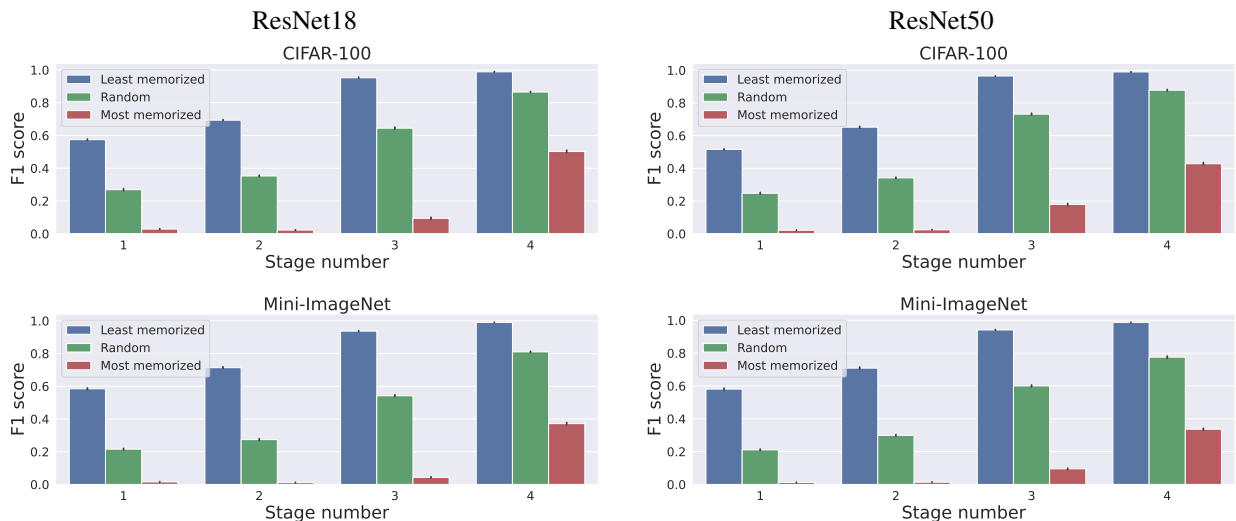 ResNet18
ResNet50
CIFAR-100
F1 score
1.0
0.8
0.6
0.4
0.2
0.0
Least memorized
Random
Most memorized
1 2 3 4
Stage number
CIFAR-100
F1 score
1.0
0.8
0.6
0.4
0.2
0.0
Least memorized
Random
Most memorized
1 2 3 4
Stage number
Mini-ImageNet
F1 score
1.0
0.8
0.6
0.4
0.2
0.0
Least memorized
Random
Most memorized
1 2 3 4
Stage number
Mini-ImageNet
F1 score
1.0
0.8
0.6
0.4
0.2
0.0
Least memorized
Random
Most memorized
1 2 3 4
Stage number